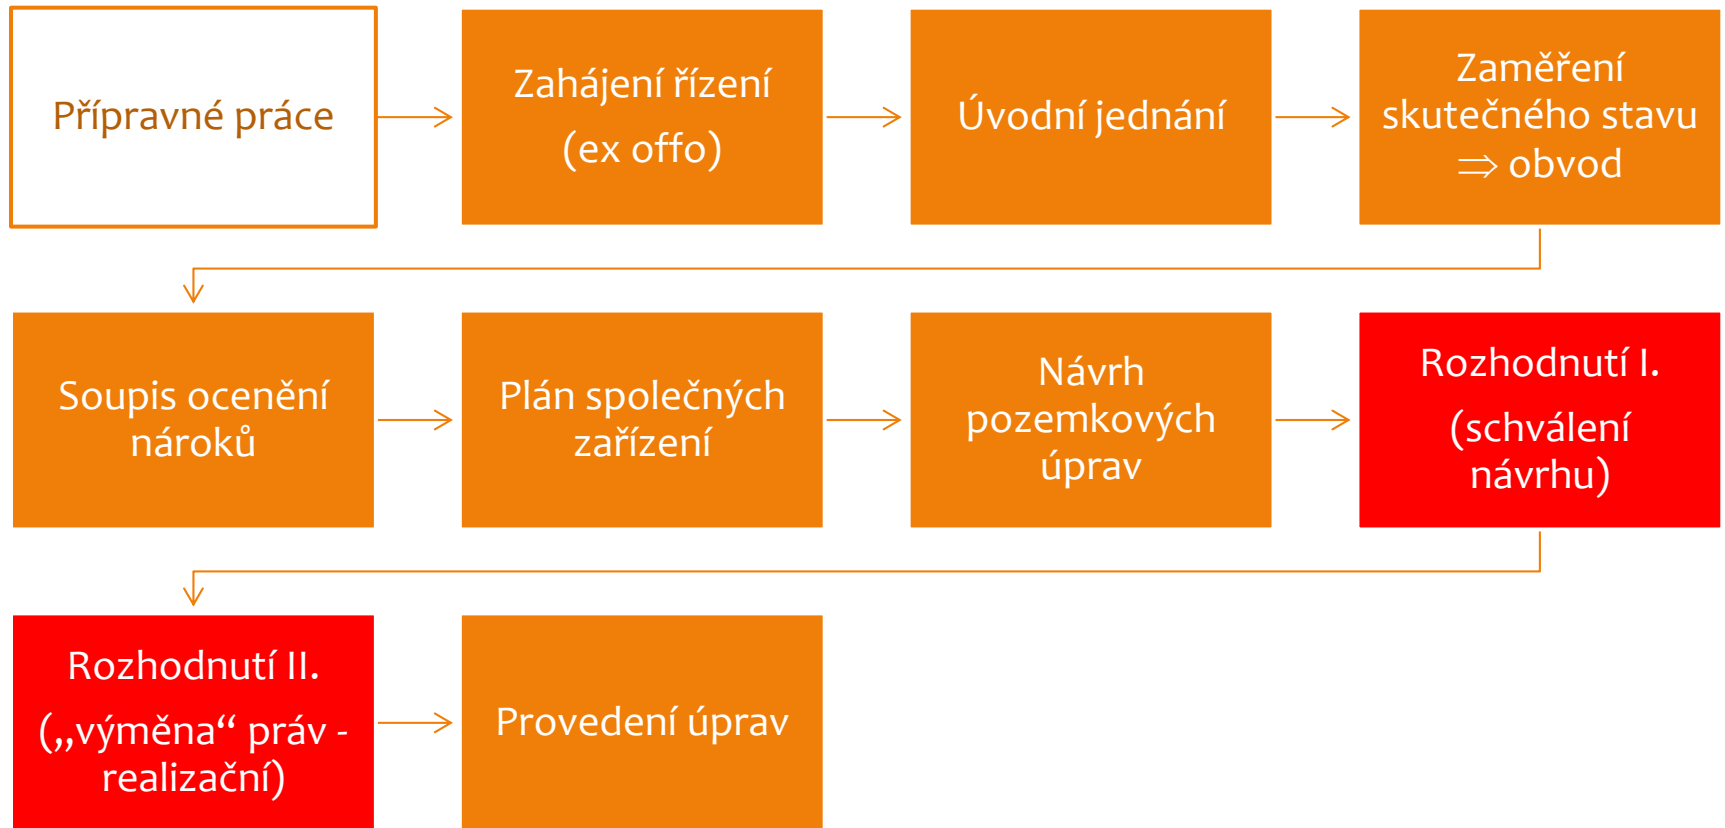 Přípravné práce
Zahájení řízení
(ex offo)
Úvodní jednání
Zaměření
skutečného stavu
⇒ obvod
Soupis ocenění
nároků
Plán společných
zařízení
Návrh
pozemkových
úprav
Rozhodnutí I.
(schválení
návrhu)
Rozhodnutí II.
(„výměna“ práv -
realizační)
Provedení úprav